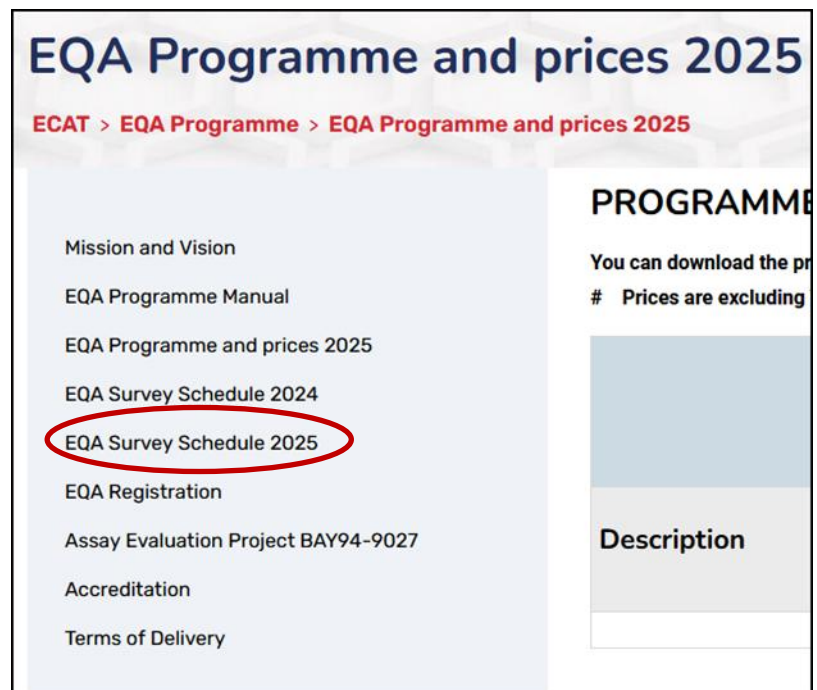 EQA Programme and prices 2025
ECAT > EQA Programme > EQA Programme and prices 2025
Mission and Vision
EQA Programme Manual
EQA Programme and prices 2025
EQA Survey Schedule 2024
EQA Survey Schedule 2025
EQA Registration
Assay Evaluation Project BAY94-9027
Accreditation
Terms of Delivery
PROGRAMME
You can download the pr
# Prices are excluding
Description